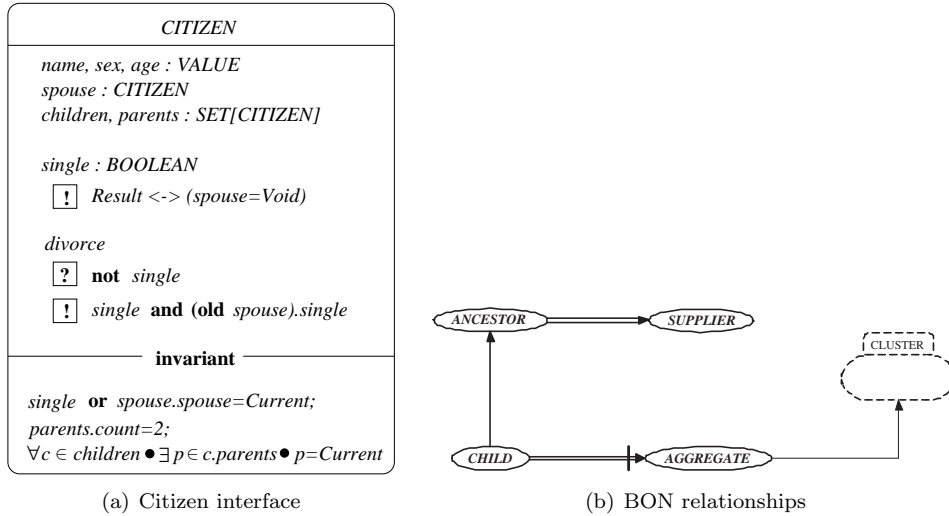 CITIZEN
name, sex, age : VALUE
spouse : CITIZEN
children, parents : SET[CITIZEN]
single : BOOLEAN
! Result <-> (spouse=Void)
divorce
? not single
! single and (old spouse).single
invariant
single or spouse.spouse=Current;
parents.count=2;
∀c ∈ children • ∃ p ∈ c.parents • p=Current
(a) Citizen interface
ANCESTOR
SUPPLIER
CLUSTER
CHILD
AGGREGATE
(b) BON relationships